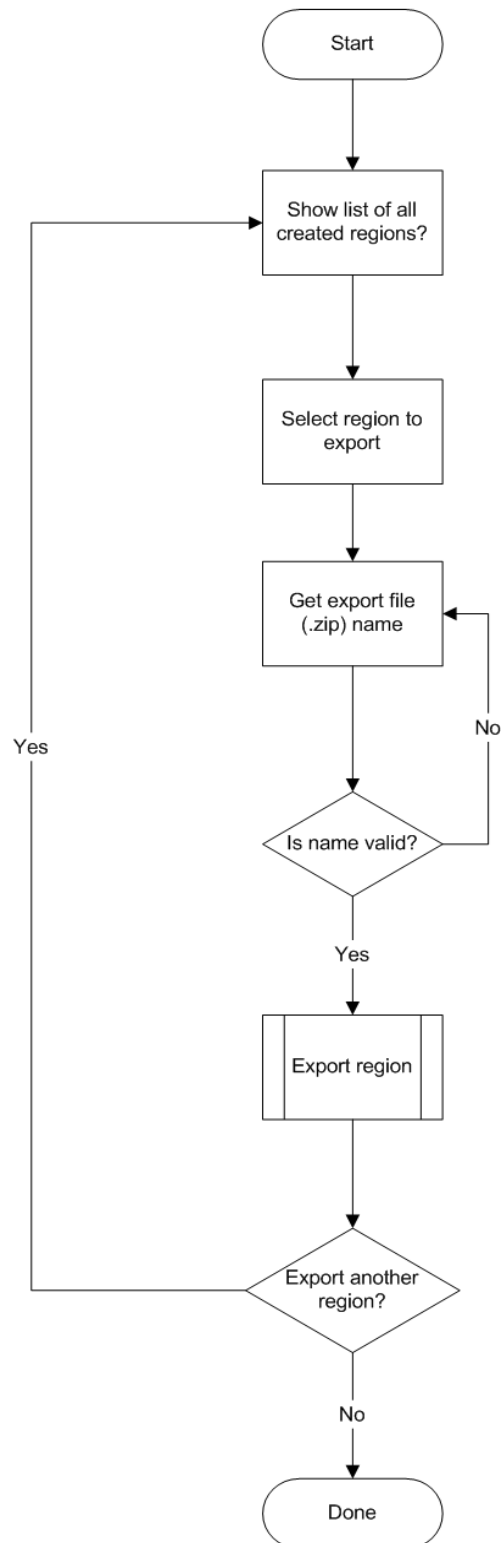 Start
Show list of all
created regions?
Select region to
export
Get export file
(.zip) name
No
Yes
Is name valid?
Yes
Export region
Export another
region?
No
Done